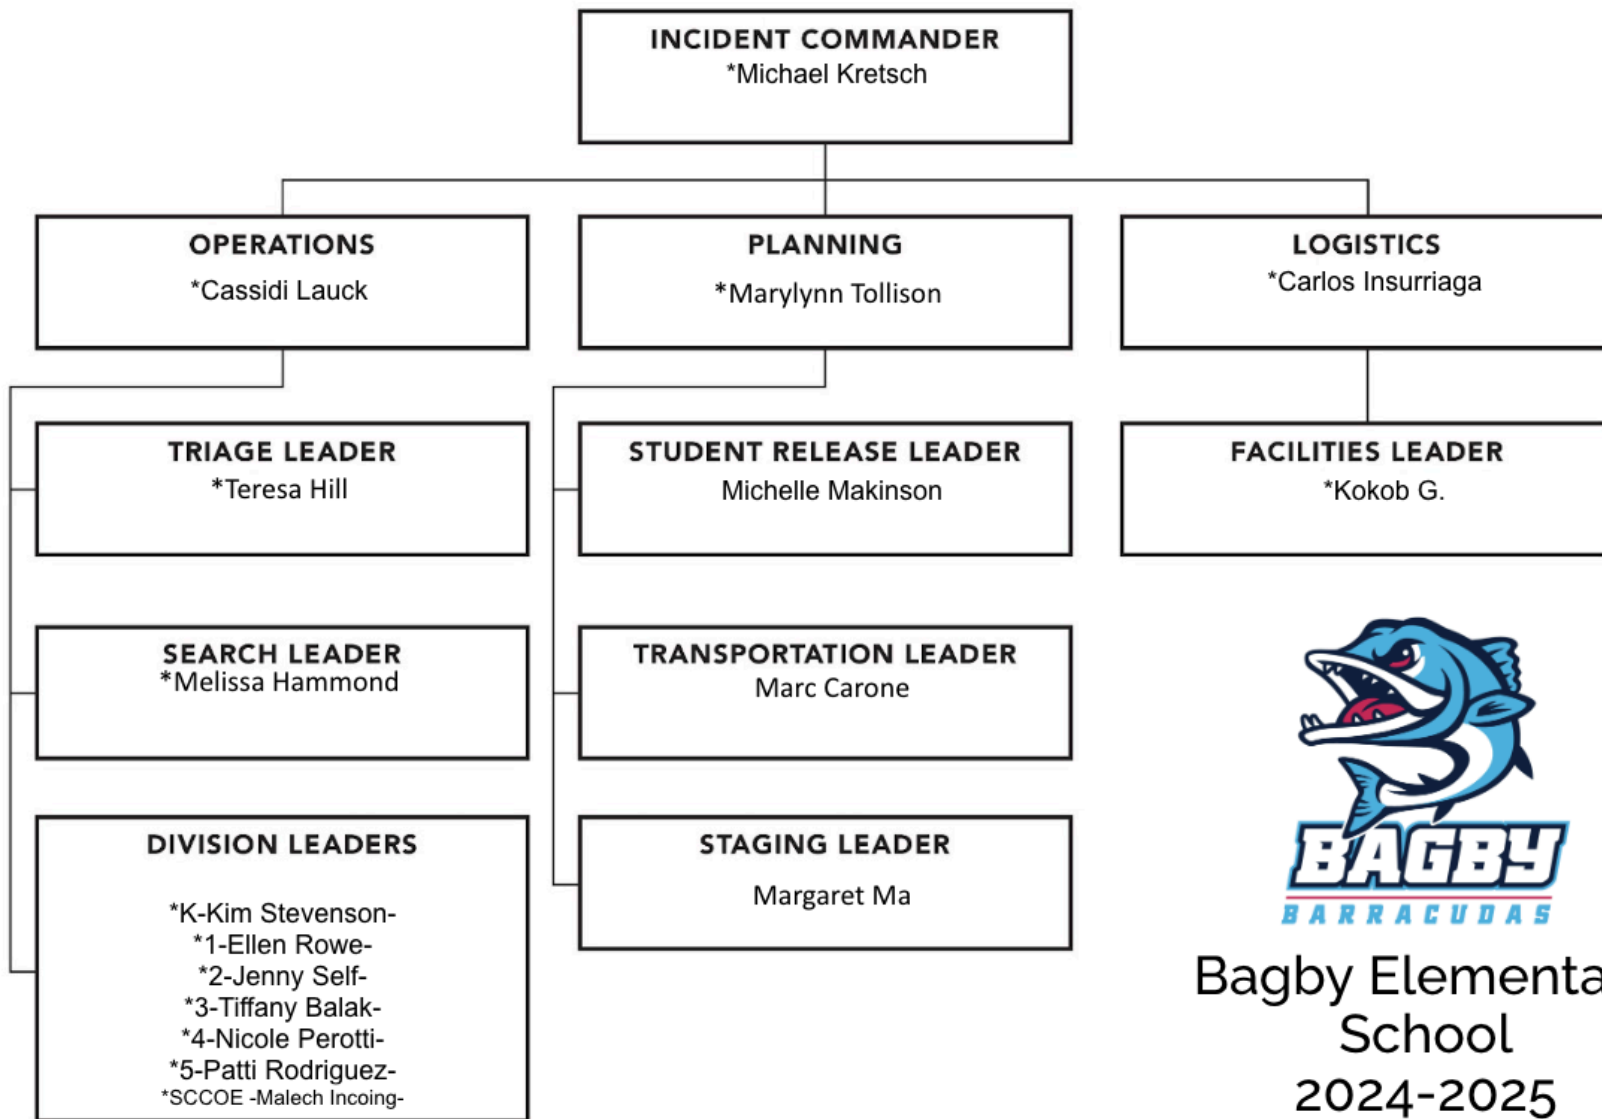 INCIDENT COMMANDER
*Michael Kretsch
OPERATIONS
*Cassidi Lauck
PLANNING
*Marylynn Tollison
LOGISTICS
*Carlos Insurriaga
TRIAGE LEADER
*Teresa Hill
STUDENT RELEASE LEADER
Michelle Makinson
FACILITIES LEADER
*Kokob G.
SEARCH LEADER
*Melissa Hammond
TRANSPORTATION LEADER
Marc Carone
DIVISION LEADERS
*K-Kim Stevenson-
*1-Ellen Rowe-
*2-Jenny Self-
*3-Tiffany Balak-
*4-Nicole Perotti-
*5-Patti Rodriguez-
*SCCOE -Malech Incoing-
STAGING LEADER
Margaret Ma
BAGBY
BARRACUDAS
Bagby Elementa
School
2024-2025